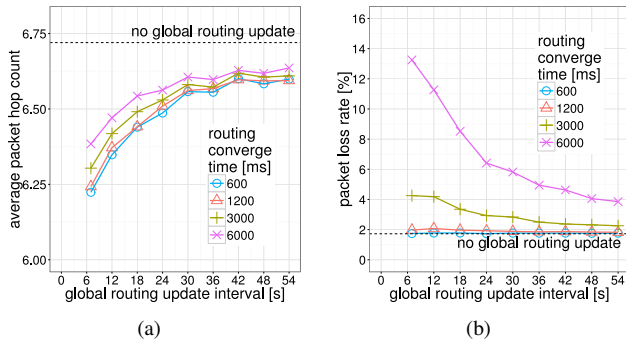 average packet hop count
6.75
6.50
6.25
6.00
no global routing update
routing
converge
time [ms]
600
1200
3000
6000
0 6 12 18 24 30 36 42 48 54
global routing update interval [s]
(a)
packet loss rate [%]
16
14
12
10
8
6
4
2
0
routing
converge
time [ms]
600
1200
3000
6000
no global routing update
0 6 12 18 24 30 36 42 48 54
global routing update interval [s]
(b)